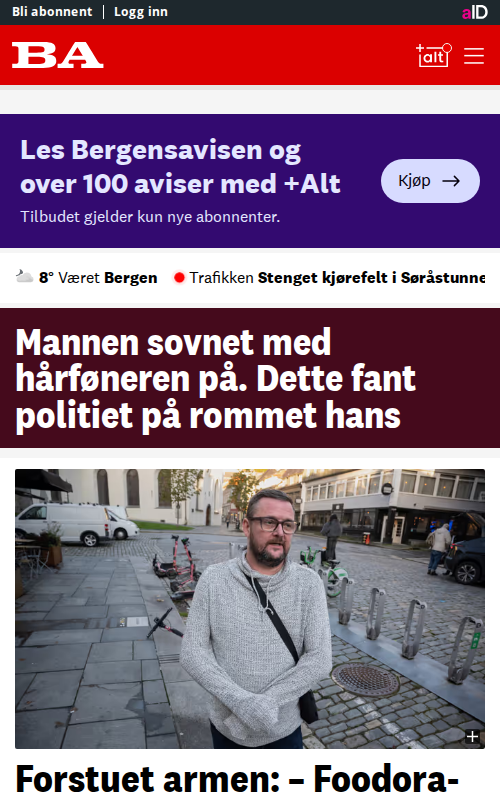 Bli abonnent | Logg inn
aID
BA
+alt
Les Bergensavisen og
over 100 aviser med +Alt
Kjøp →
Tilbudet gjelder kun nye abonnenter.
8° Været Bergen
Trafikken Stenget kjørefelt i Søråstunne
Mannen sovnet med
hårføneren på. Dette fant
politiet på rommet hans
Forstuet armen: – Foodora-